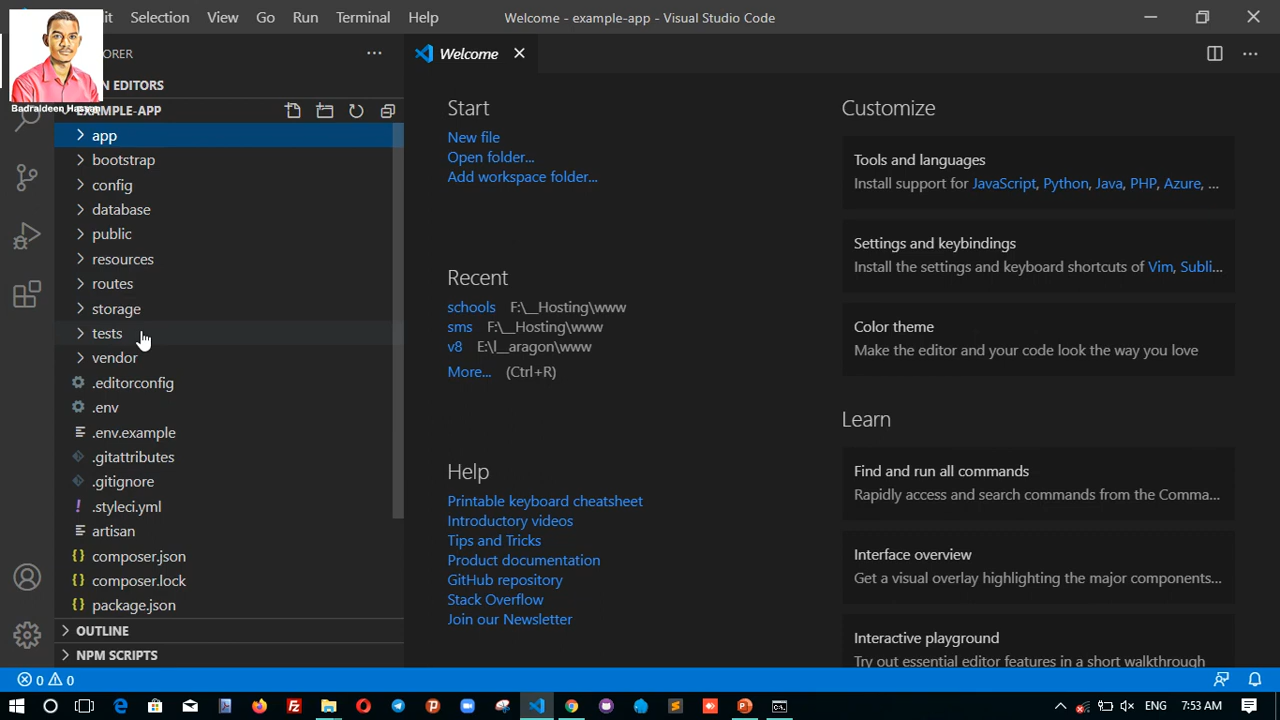 it
Selection
View
Go
Run
Terminal
Help
Welcome - example-app - Visual Studio Code
ORER
N EDITORS
Badraldeen Hassan
EXAMPLE-APP
app
bootstrap
config
database
public
resources
routes
storage
tests
vendor
.editorconfig
.env
.env.example
.gitattributes
.gitignore
.styleci.yml
artisan
composer.json
composer.lock
package.json
OUTLINE
NPM SCRIPTS
Welcome
Start
New file
Open folder...
Add workspace folder...
Recent
schools F:\__Hosting\www
sms F:\__Hosting\www
v8 E:\l__aragon\www
More... (Ctrl+R)
Help
Printable keyboard cheatsheet
Introductory videos
Tips and Tricks
Product documentation
GitHub repository
Stack Overflow
Join our Newsletter
Customize
Tools and languages
Install support for JavaScript, Python, Java, PHP, Azure, ...
Settings and keybindings
Install the settings and keyboard shortcuts of Vim, Subli...
Color theme
Make the editor and your code look the way you love
Learn
Find and run all commands
Rapidly access and search commands from the Comma...
Interface overview
Get a visual overlay highlighting the major components...
Interactive playground
Try out essential editor features in a short walkthrough
0 0
ENG 7:53 AM